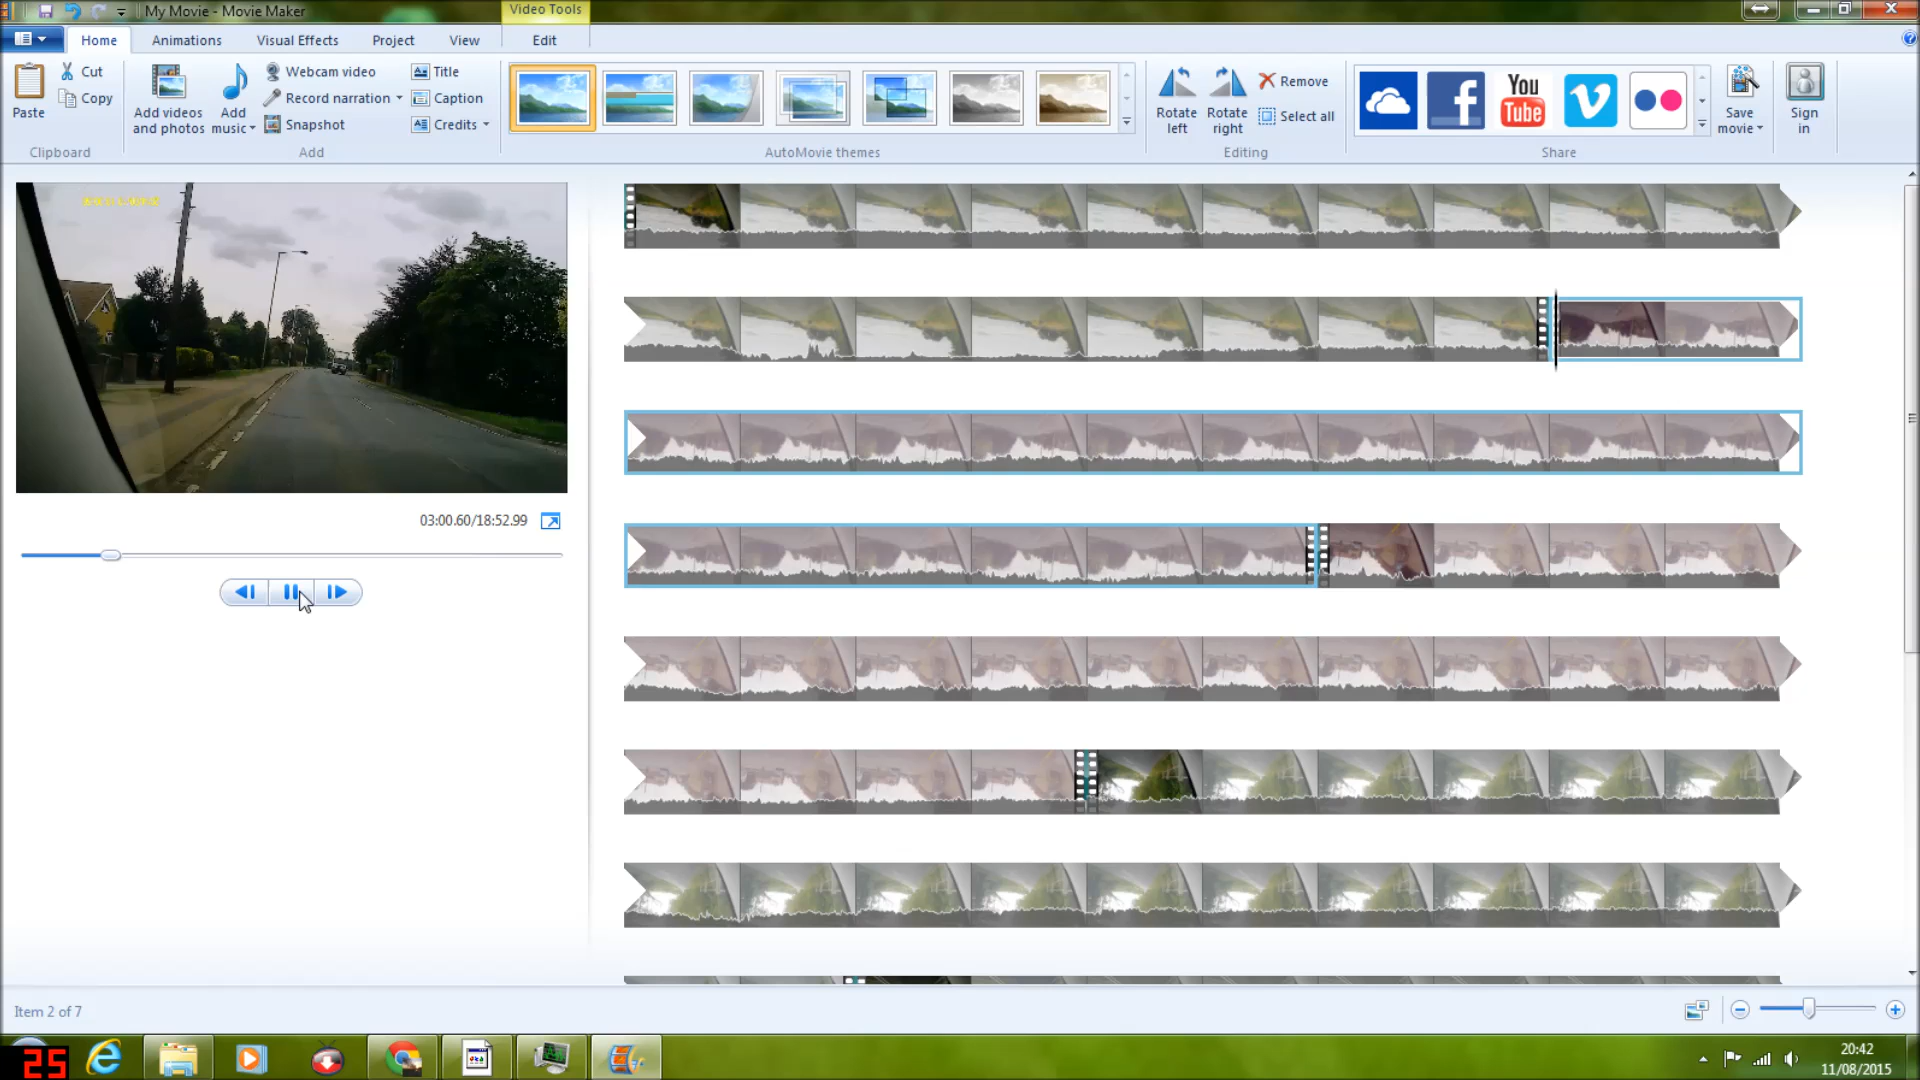 My Movie - Movie Maker
Video Tools
Home
Animations
Visual Effects
Project
View
Edit
Paste
Cut
Copy
Clipboard
Add videos
and photos
Add
music
Webcam video
Record narration
Snapshot
Title
Caption
Credits
Add
AutoMovie themes
Rotate
left
Rotate
right
Remove
Select all
Editing
You
Tube
Share
Save
movie
Sign
in
03:00.60/18:52.99
Item 2 of 7
25
20:42
11/08/2015